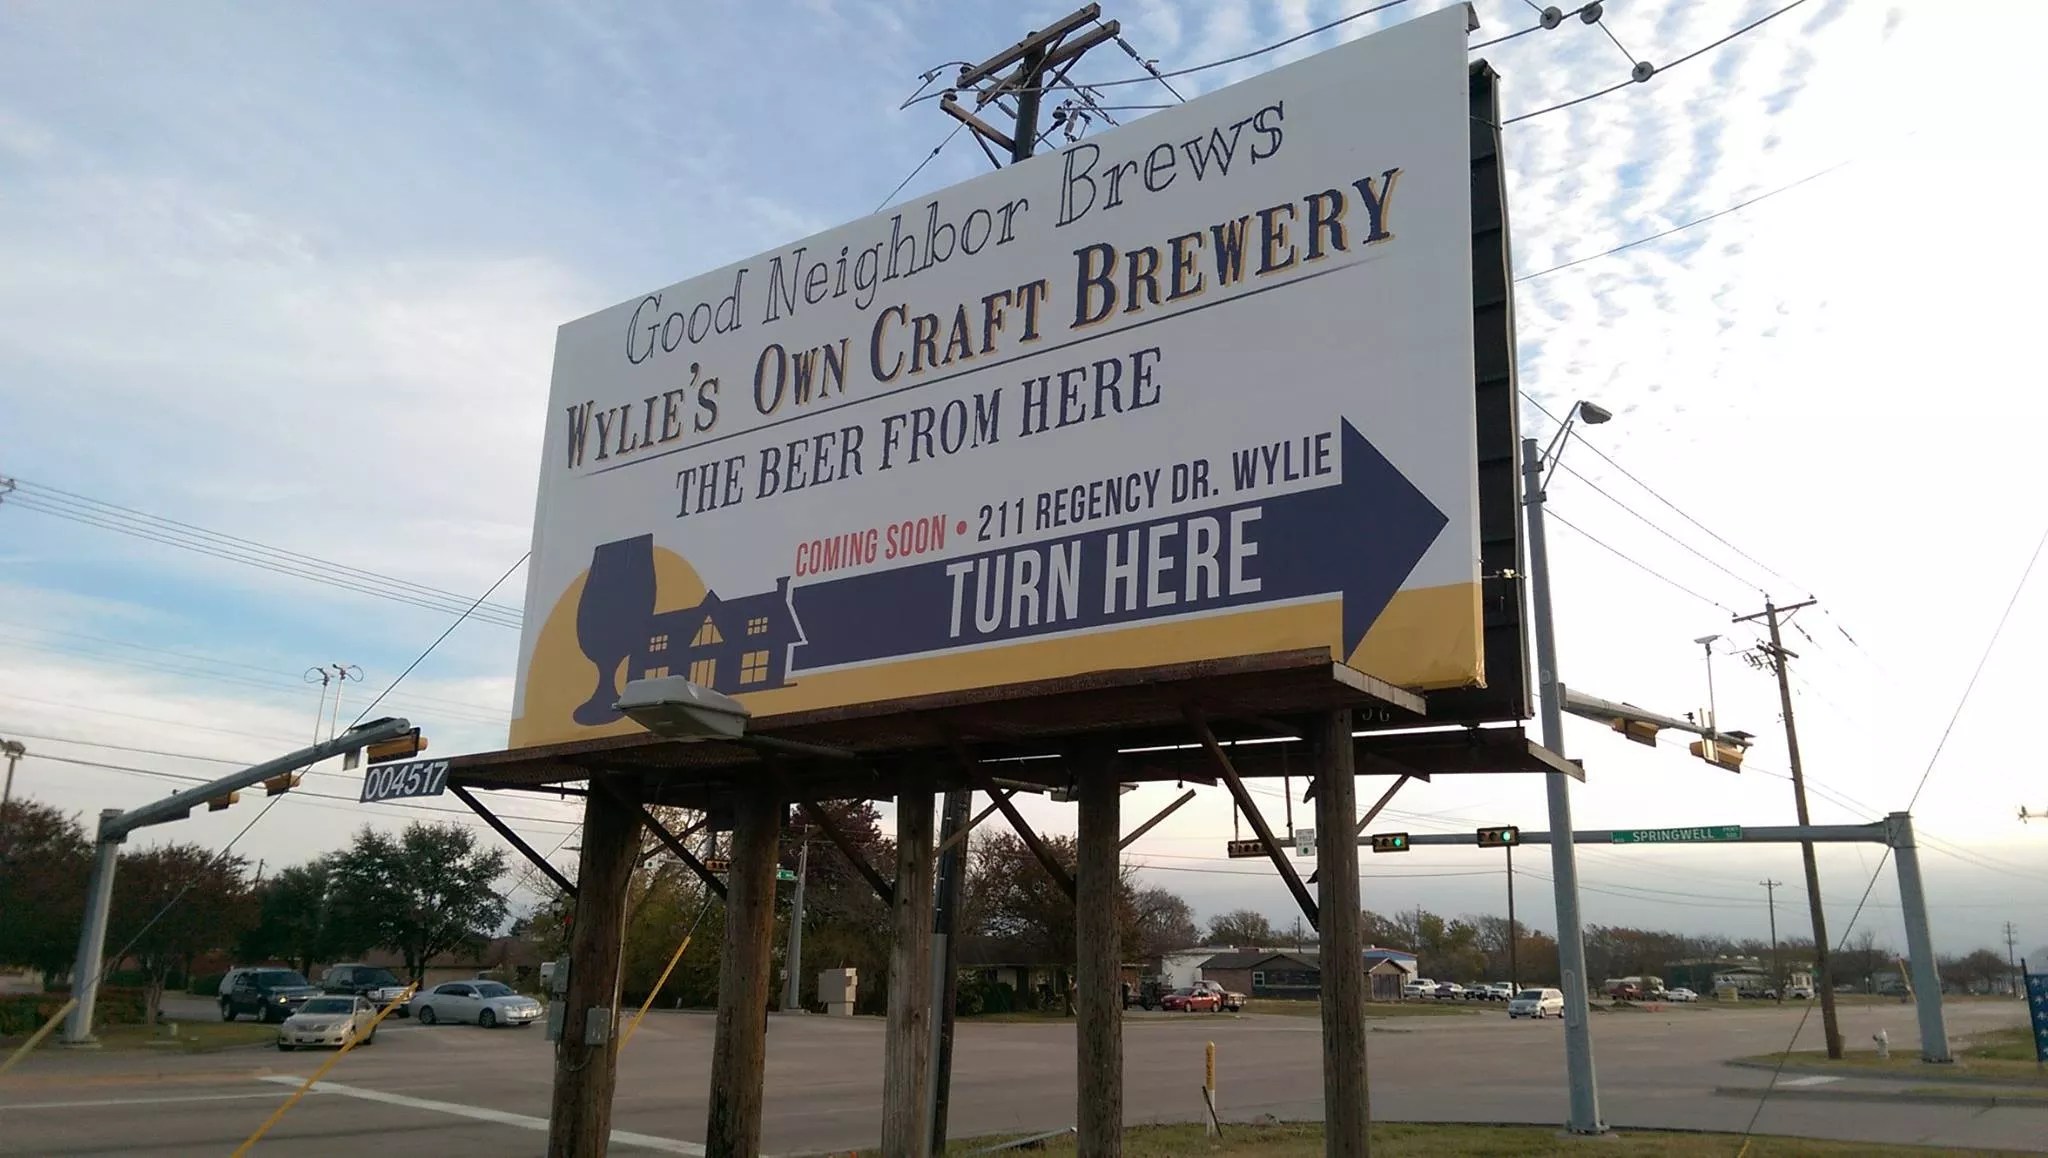 Good Neighbor Brews
WYLIE'S OWN CRAFT BREWERY
THE BEER FROM HERE
COMING SOON • 211 REGENCY DR. WYLIE
TURN HERE
004517
SPRINGWELL